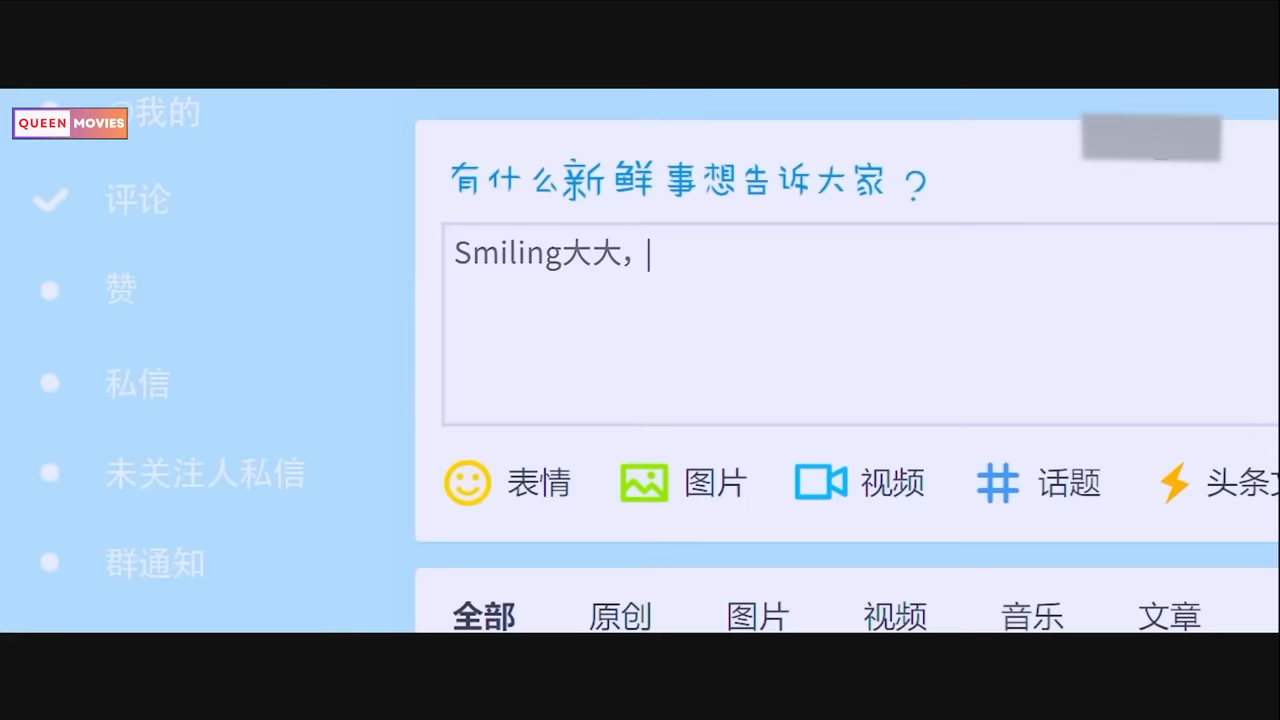 QUEEN MOVIES
@我的
评论
赞
私信
未关注人私信
群通知
有什么新鲜事想告诉大家？
Smiling大大，
表情 图片 视频 话题 头条
全部 原创 图片 视频 音乐 文章